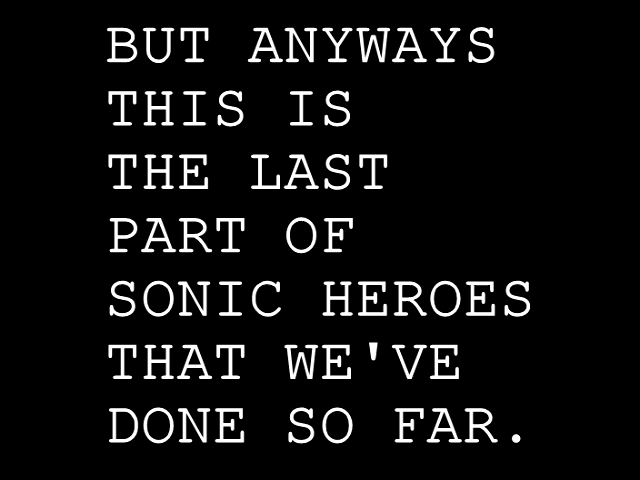 BUT ANYWAYS
THIS IS
THE LAST
PART OF
SONIC HEROES
THAT WE'VE
DONE SO FAR.